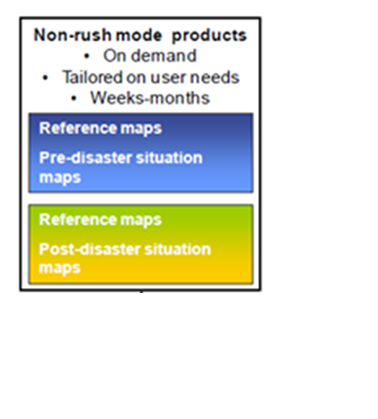 Non-rush mode products
• On demand
• Tailored on user needs
• Weeks-months
Reference maps
Pre-disaster situation
maps
Reference maps
Post-disaster situation
maps